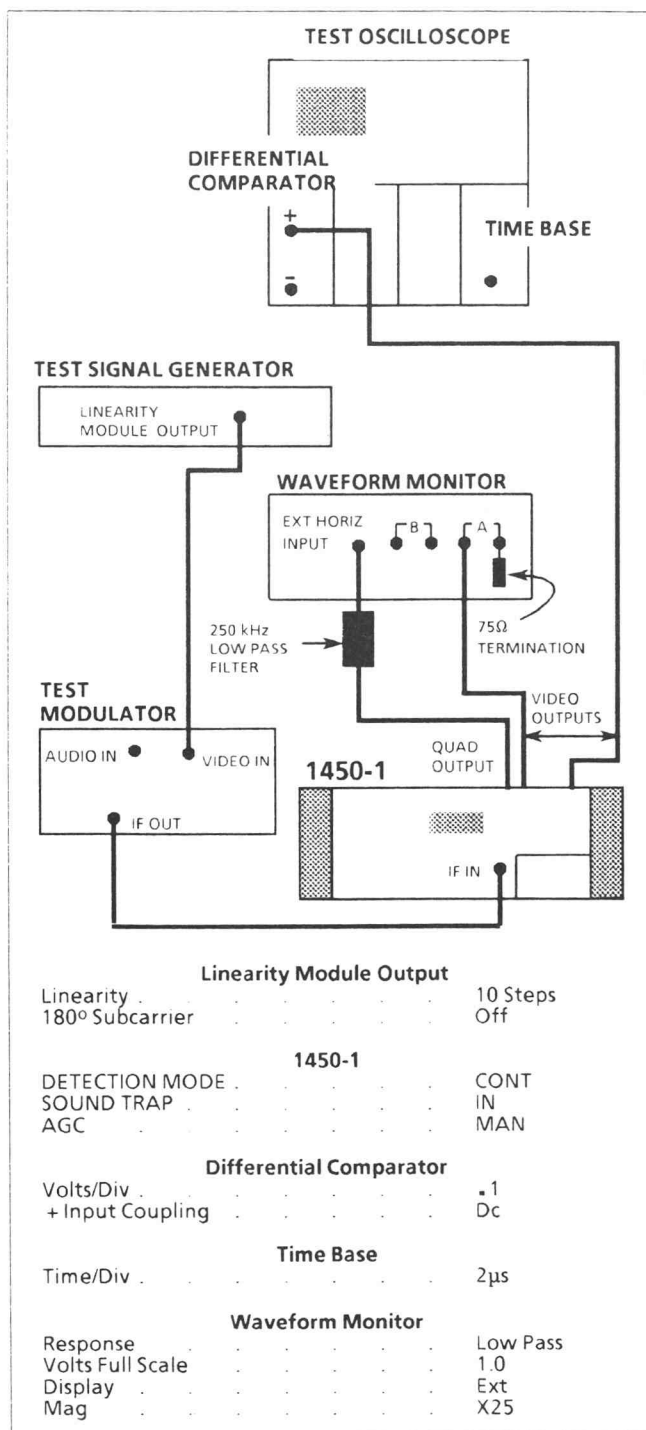 TEST OSCILLOSCOPE
DIFFERENTIAL
COMPARATOR
+
TIME BASE
–
TEST SIGNAL GENERATOR
LINEARITY
MODULE OUTPUT
WAVEFORM MONITOR
EXT HORIZ
INPUT
B
A
250 kHz
LOW PASS
FILTER
75Ω
TERMINATION
TEST
MODULATOR
VIDEO
OUTPUTS
AUDIO IN
VIDEO IN
QUAD
OUTPUT
1450-1
IF OUT
IF IN
Linearity Module Output
Linearity . . . . . . 10 Steps
180º Subcarrier . . . . . Off
1450-1
DETECTION MODE . . . . . CONT
SOUND TRAP . . . . . . IN
AGC . . . . . . MAN
Differential Comparator
Volts/Div . . . . . . .1
+ Input Coupling . . . . . Dc
Time Base
Time/Div . . . . . . 2µs
Waveform Monitor
Response . . . . . . Low Pass
Volts Full Scale . . . . . 1.0
Display . . . . . . Ext
Mag . . . . . . X25